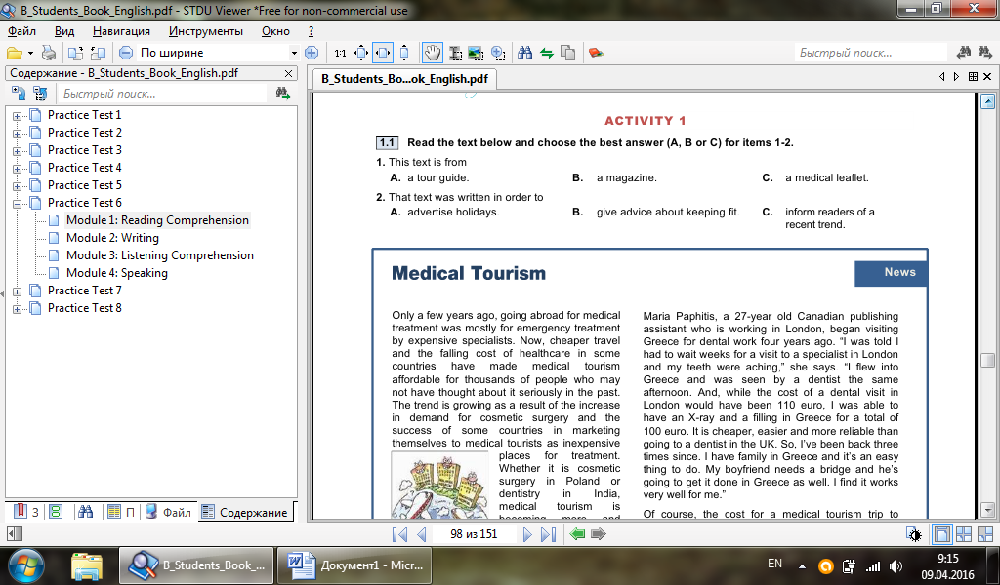 B_Students_Book_English.pdf - STDU Viewer *Free for non-commercial use
Файл Вид Навигация Инструменты Окно ?
По ширине 1:1 Быстрый поиск...
Содержание - B_Students_Book_English.pdf
B_Students_Bo...ok_English.pdf
Быстрый поиск...
Practice Test 1
Practice Test 2
Practice Test 3
Practice Test 4
Practice Test 5
Practice Test 6
Module 1: Reading Comprehension
Module 2: Writing
Module 3: Listening Comprehension
Module 4: Speaking
Practice Test 7
Practice Test 8
З П Файл Содержание
ACTIVITY 1
1.1 Read the text below and choose the best answer (A, B or C) for items 1-2.
1. This text is from
A. a tour guide. B. a magazine. C. a medical leaflet.
2. That text was written in order to
A. advertise holidays. B. give advice about keeping fit. C. inform readers of a
recent trend.
Medical Tourism
News
Only a few years ago, going abroad for medical
treatment was mostly for emergency treatment
by expensive specialists. Now, cheaper travel
and the falling cost of healthcare in some
countries have made medical tourism
affordable for thousands of people who may
not have thought about it seriously in the past.
The trend is growing as a result of the increase
in demand for cosmetic surgery and the
success of some countries in marketing
themselves to medical tourists as inexpensive
places for treatment.
Whether it is cosmetic
surgery in Poland or
dentistry in India,
medical tourism is
becoming more and
Maria Paphitis, a 27-year old Canadian publishing
assistant who is working in London, began visiting
Greece for dental work four years ago. “I was told I
had to wait weeks for a visit to a specialist in London
and my teeth were aching,” she says. “I flew into
Greece and was seen by a dentist the same
afternoon. And, while the cost of a dental visit in
London would have been 110 euro, I was able to
have an X-ray and a filling in Greece for a total of
100 euro. It is cheaper, easier and more reliable than
going to a dentist in the UK. So, I’ve been back three
times since. I have family in Greece and it’s an easy
thing to do. My boyfriend needs a bridge and he’s
going to get it done in Greece as well. I find it works
very well for me.”
Of course, the cost for a medical tourism trip to
98 из 151
B_Students_Book_... Документ1 - Micr... EN 9:15
09.04.2016